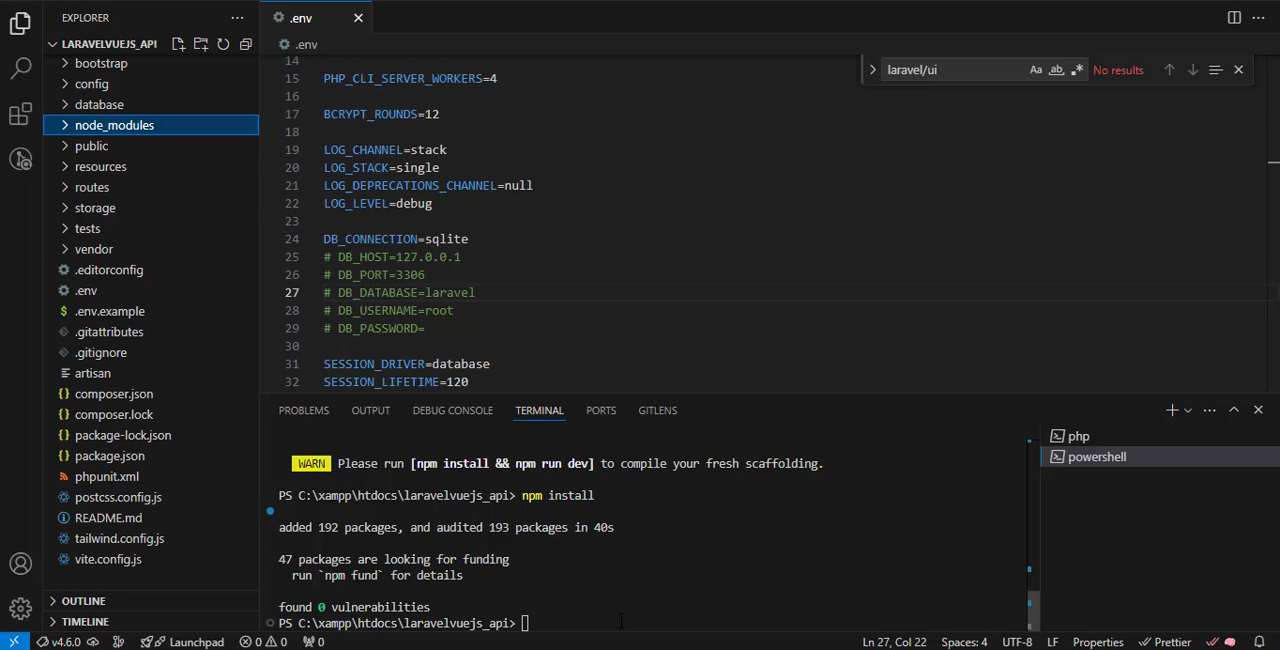 EXPLORER
LARAVELVUEJS_API
bootstrap
config
database
node_modules
public
resources
routes
storage
tests
vendor
.editorconfig
.env
.env.example
.gitattributes
.gitignore
artisan
composer.json
composer.lock
package-lock.json
package.json
phpunit.xml
postcss.config.js
README.md
tailwind.config.js
vite.config.js
OUTLINE
TIMELINE
.env
.env
laravel/ui
Aa ab
No results
14
15 PHP_CLI_SERVER_WORKERS=4
16
17 BCRYPT_ROUNDS=12
18
19 LOG_CHANNEL=stack
20 LOG_STACK=single
21 LOG_DEPRECATIONS_CHANNEL=null
22 LOG_LEVEL=debug
23
24 DB_CONNECTION=sqlite
25 # DB_HOST=127.0.0.1
26 # DB_PORT=3306
27 # DB_DATABASE=laravel
28 # DB_USERNAME=root
29 # DB_PASSWORD=
30
31 SESSION_DRIVER=database
32 SESSION_LIFETIME=120
PROBLEMS OUTPUT DEBUG CONSOLE TERMINAL PORTS GITLENS
WARN Please run [npm install && npm run dev] to compile your fresh scaffolding.
PS C:\xampp\htdocs\laravelvuejs_api> npm install
added 192 packages, and audited 193 packages in 40s
47 packages are looking for funding
run `npm fund` for details
found 0 vulnerabilities
PS C:\xampp\htdocs\laravelvuejs_api>
php
powershell
v4.6.0 Launchpad 0 0 0 Ln 27, Col 22 Spaces: 4 UTF-8 LF Properties Prettier